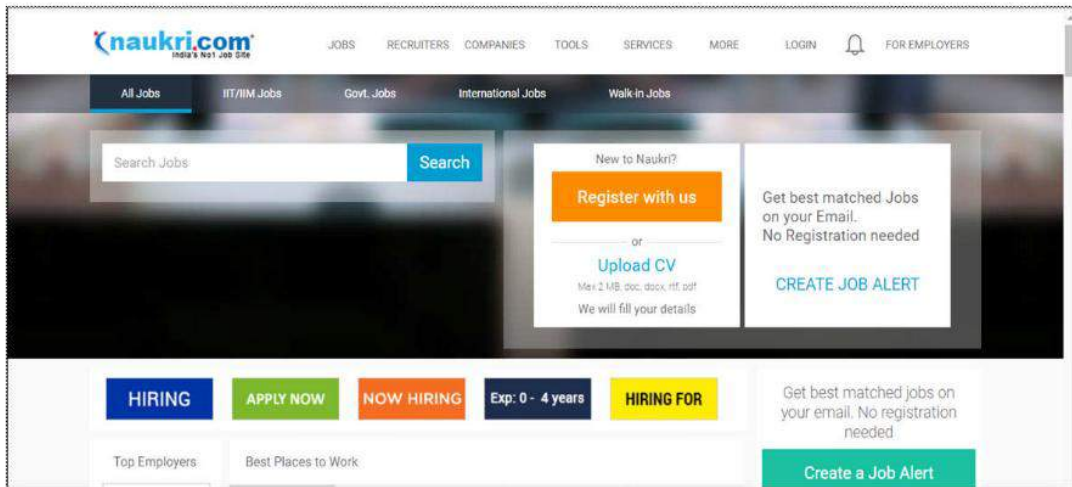 naukri.com
India's No1 Job Site
JOBS RECRUITERS COMPANIES TOOLS SERVICES MORE LOGIN FOR EMPLOYERS
All Jobs IIT/IIM Jobs Govt. Jobs International Jobs Walk-in Jobs
Search Jobs Search
New to Naukri?
Register with us
or
Upload CV
Max 2 MB, doc, docx, rtf, pdf
We will fill your details
Get best matched Jobs
on your Email.
No Registration needed
CREATE JOB ALERT
HIRING APPLY NOW NOW HIRING Exp: 0 - 4 years HIRING FOR
Get best matched jobs on
your email. No registration
needed
Create a Job Alert
Top Employers Best Places to Work